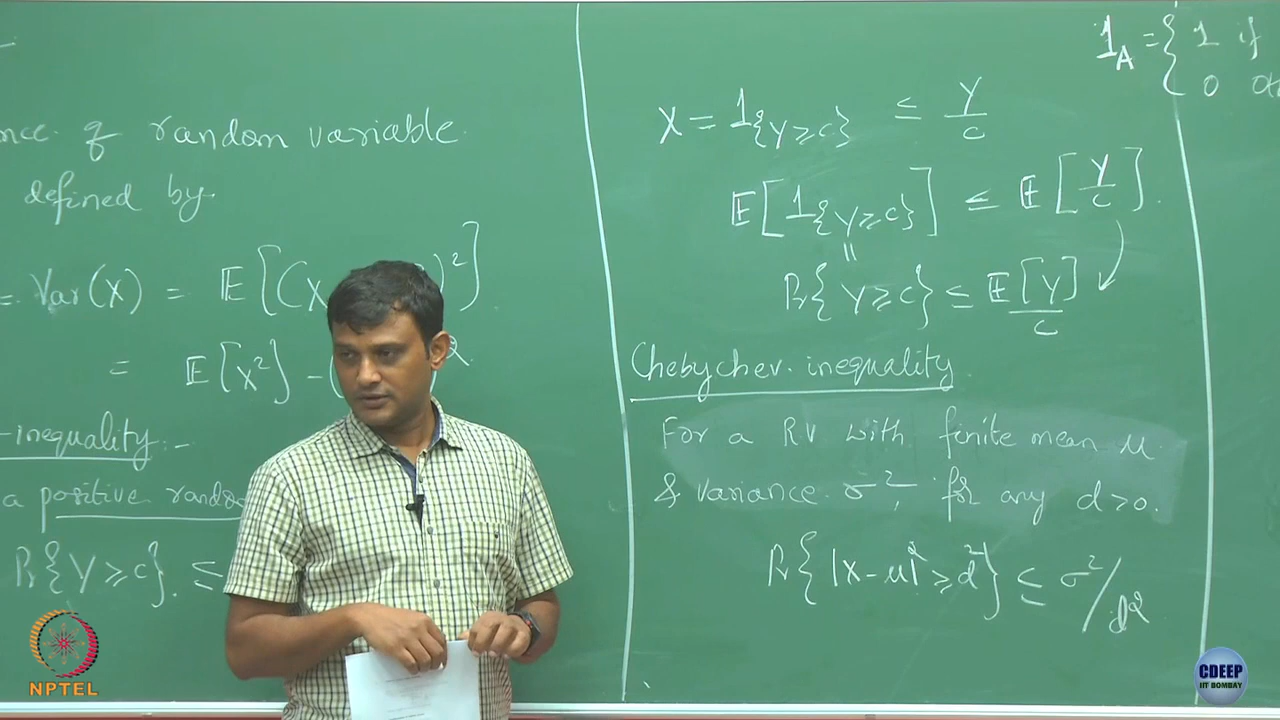 of random variable
defined by
= Var(X) = E[(X )²]
= E[X²] - ( )²
-inequality:-
a positive random
Pr{Y ≥ c}. ≤
1_A = { 1 if
0
X = 1_{Y≥c} ≤ Y/c
E[1_{Y≥c}] ≤ E[Y/c].
||
Pr{Y ≥ c} ≤ E[Y]/c
Chebychev. inequality.
For a RV with finite mean μ.
& variance σ², for any d>0.
Pr{|X-μ|² ≥ d²} ≤ σ²/d²
NPTEL
CDEEP
IIT BOMBAY